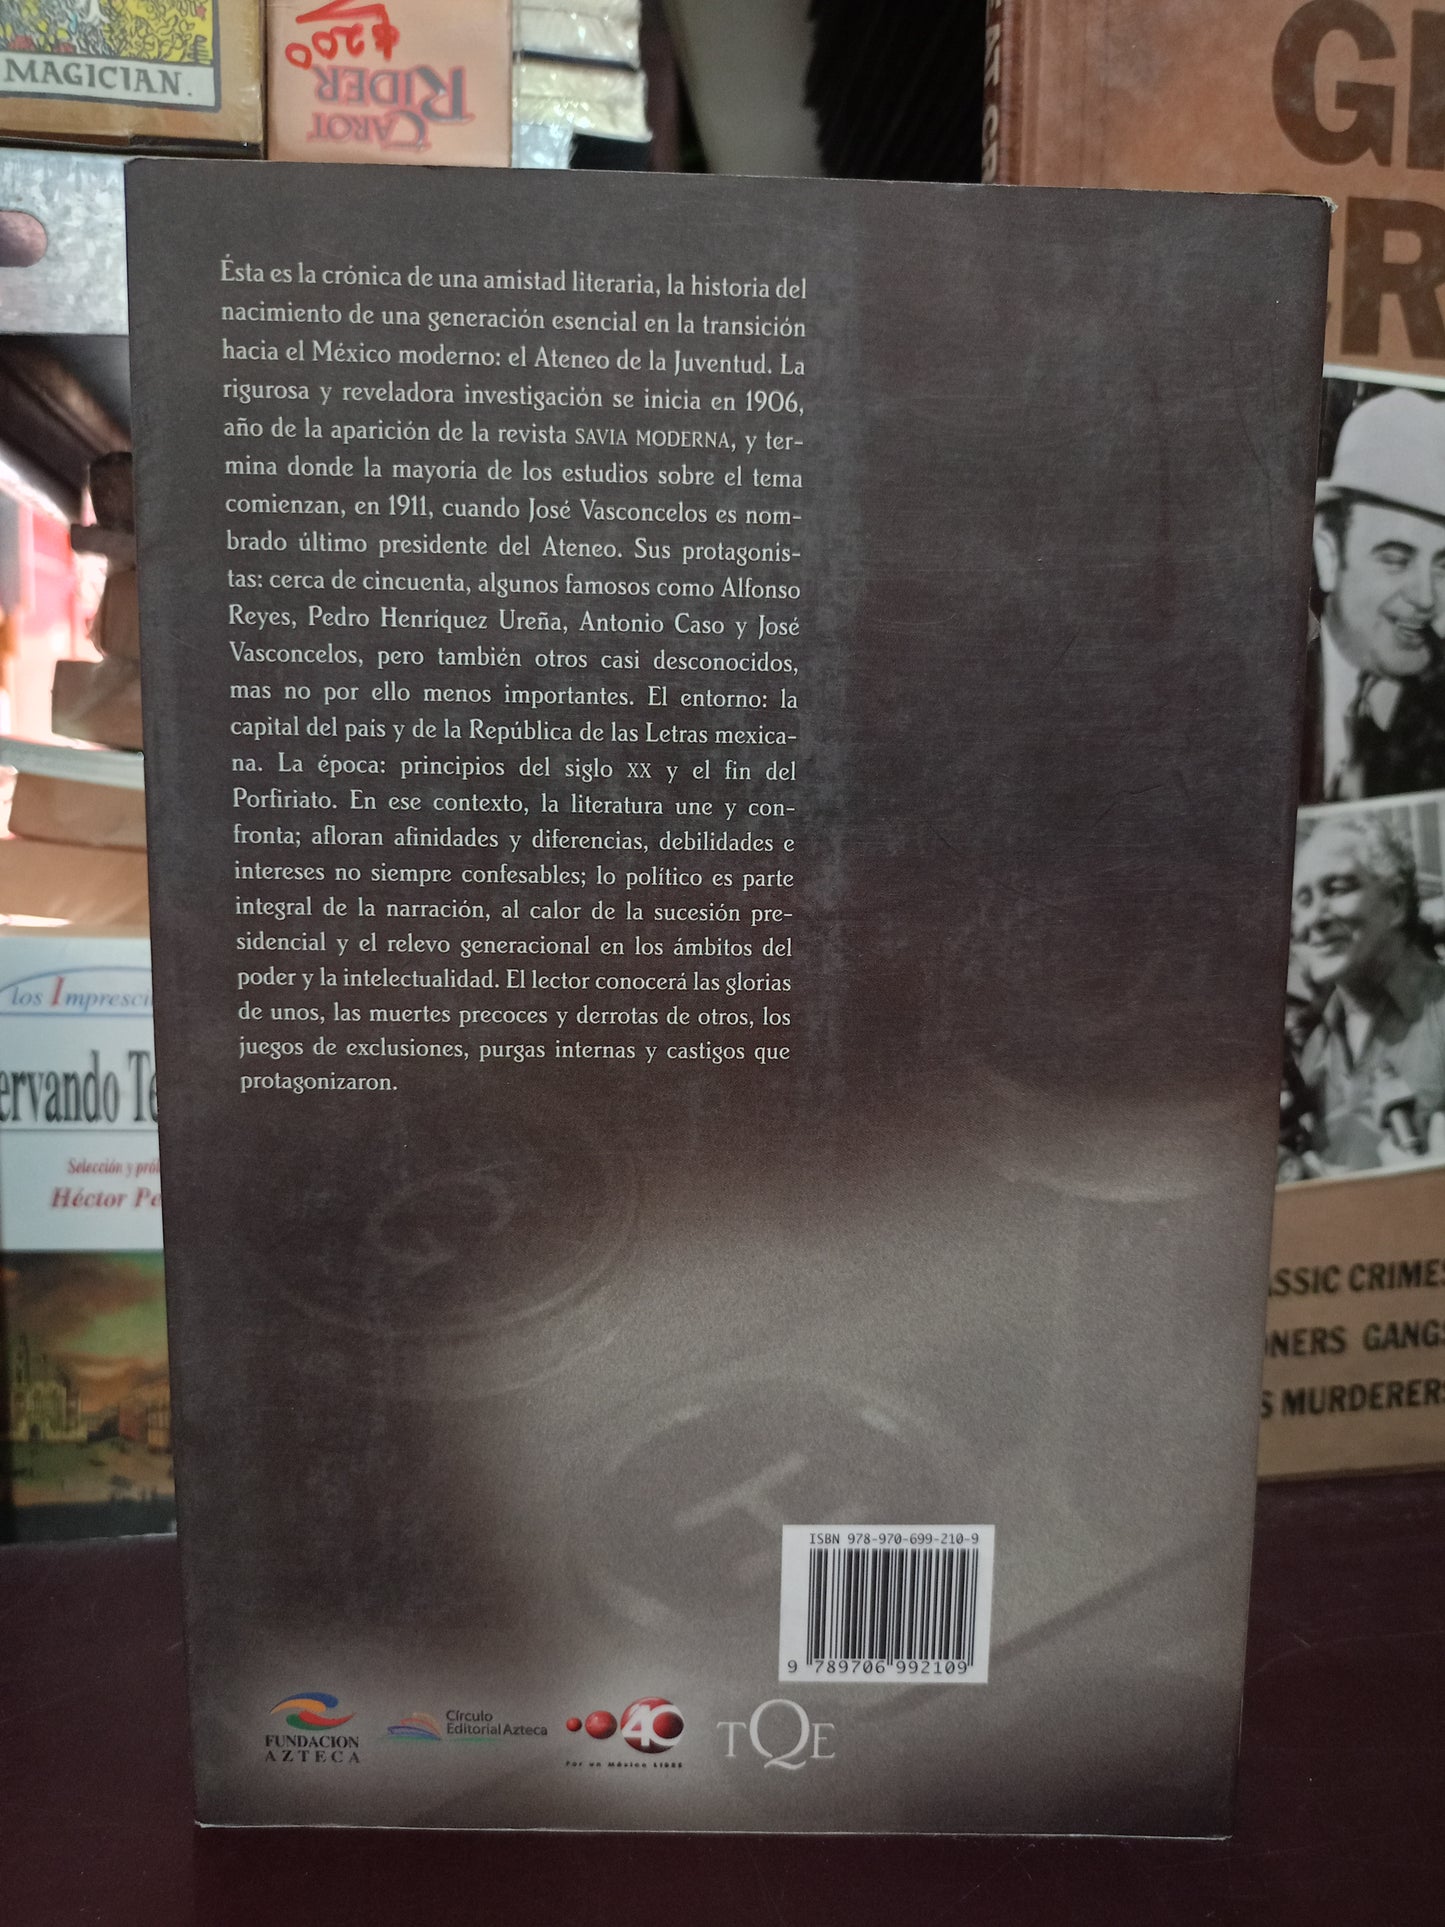 MAGICIAN.
$200
RIDER
TAROT
Ésta es la crónica de una amistad literaria, la historia del
nacimiento de una generación esencial en la transición
hacia el México moderno: el Ateneo de la Juventud. La
rigurosa y reveladora investigación se inicia en 1906,
año de la aparición de la revista SAVIA MODERNA, y ter-
mina donde la mayoría de los estudios sobre el tema
comienzan, en 1911, cuando José Vasconcelos es nom-
brado último presidente del Ateneo. Sus protagonis-
tas: cerca de cincuenta, algunos famosos como Alfonso
Reyes, Pedro Henríquez Ureña, Antonio Caso y José
Vasconcelos, pero también otros casi desconocidos,
mas no por ello menos importantes. El entorno: la
capital del país y de la República de las Letras mexica-
na. La época: principios del siglo XX y el fin del
Porfiriato. En ese contexto, la literatura une y con-
fronta; afloran afinidades y diferencias, debilidades e
intereses no siempre confesables; lo político es parte
integral de la narración, al calor de la sucesión pre-
sidencial y el relevo generacional en los ámbitos del
poder y la intelectualidad. El lector conocerá las glorias
de unos, las muertes precoces y derrotas de otros, los
juegos de exclusiones, purgas internas y castigos que
protagonizaron.
los Impresci
ervando Te
Selección y pról
Héctor Pe
ASSIC CRIMES
ONERS GANGS
S MURDERERS
ISBN 978-970-699-210-9
9 789706 992109
FUNDACION
AZTECA
Círculo
Editorial Azteca
40
Por un México LIBRE
TQE